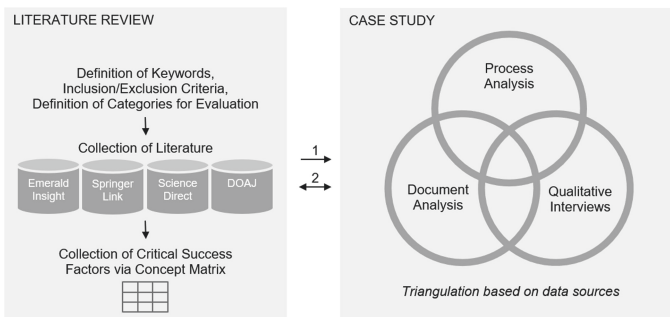 LITERATURE REVIEW
Definition of Keywords,
Inclusion/Exclusion Criteria,
Definition of Categories for Evaluation
Collection of Literature
Emerald
Insight
Springer
Link
Science
Direct
DOAJ
Collection of Critical Success
Factors via Concept Matrix
1
2
CASE STUDY
Process
Analysis
Document
Analysis
Qualitative
Interviews
Triangulation based on data sources